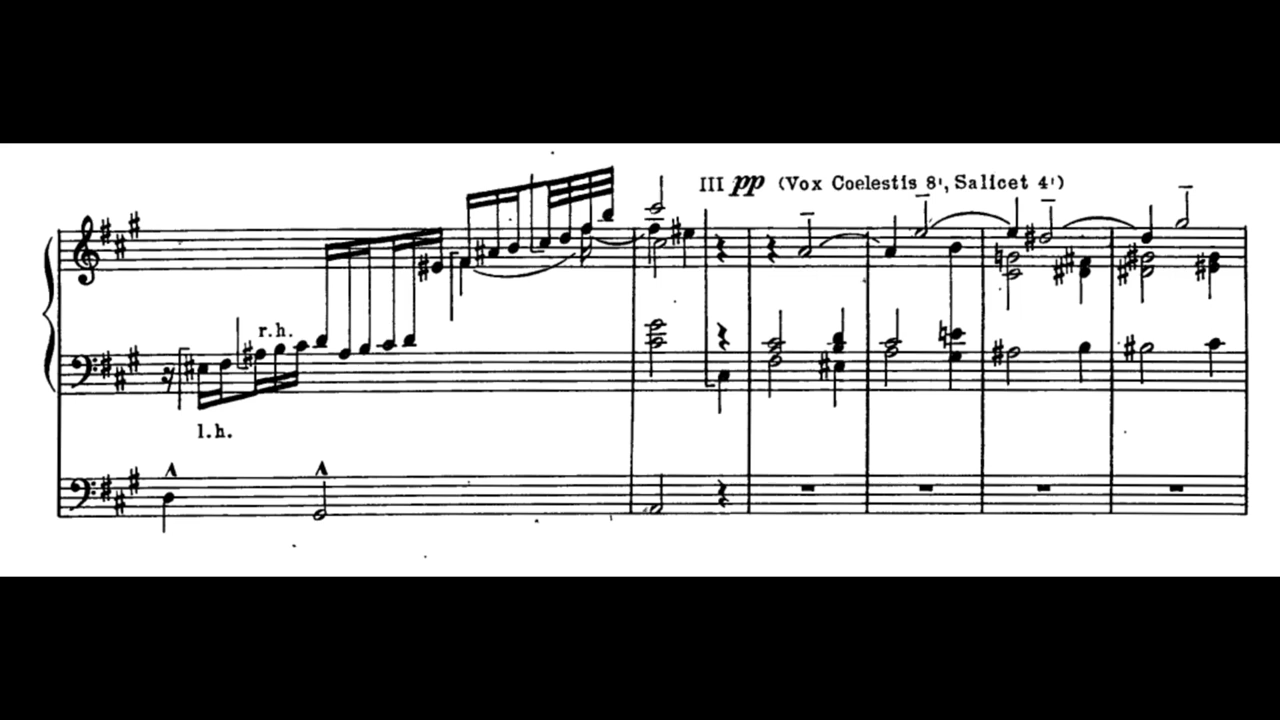 III pp (Vox Coelestis 8', Salicet 4')
r.h.
l.h.